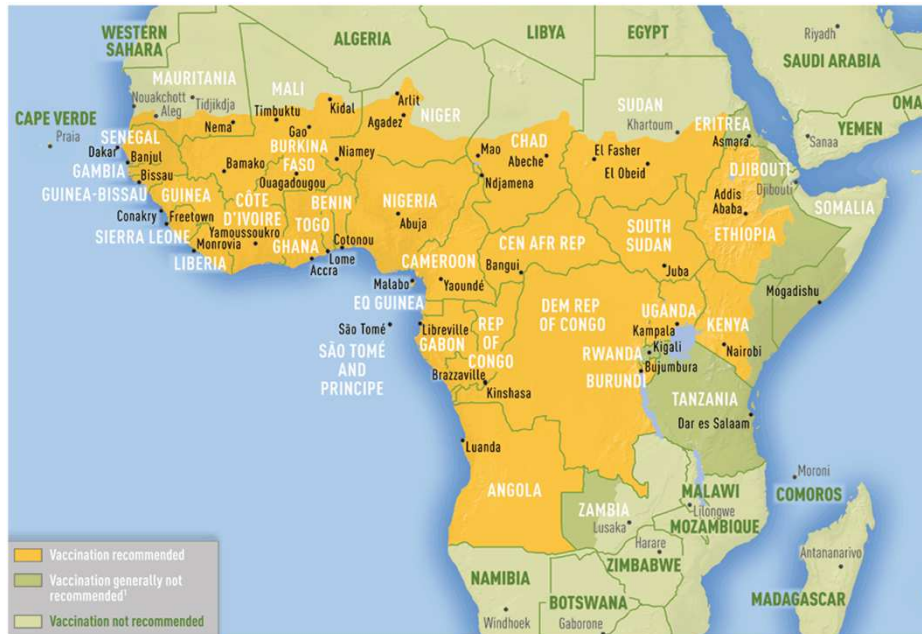 WESTERN
SAHARA
ALGERIA
LIBYA
EGYPT
Riyadh
SAUDI ARABIA
MAURITANIA
MALI
NIGER
SUDAN
OMA
Nouakchott
Aleg
Tidjikdja
Timbuktu
Kidal
Arlit
CAPE VERDE
Praia
Nema
Gao
Agadez
CHAD
Khartoum
ERITREA
Asmara
Sanaa
YEMEN
SENEGAL
Dakar
Banjul
GAMBIA
Bissau
GUINEA-BISSAU
BURKINA
FASO
Niamey
Bamako
Ouagadougou
Mao
Abeche
Ndjamena
El Fasher
El Obeid
DJIBOUTI
Djibouti
GUINEA
CÔTE
D'IVOIRE
BENIN
TOGO
NIGERIA
Abuja
Addis
Ababa
SOMALIA
ETHIOPIA
Conakry
Freetown
SIERRA LEONE
Yamoussoukro
Monrovia
LIBERIA
GHANA
Cotonou
Lome
Accra
CAMEROON
Yaoundé
CEN AFR REP
Bangui
SOUTH
SUDAN
Juba
Malabo
EQ GUINEA
Mogadishu
São Tomé
SÃO TOMÉ
AND
PRINCIPE
Libreville
GABON
REP
OF
CONGO
DEM REP
OF CONGO
UGANDA
Kampala
KENYA
Nairobi
RWANDA
Kigali
Bujumbura
BURUNDI
Brazzaville
Kinshasa
TANZANIA
Dar es Salaam
Luanda
ANGOLA
ZAMBIA
Lusaka
MALAWI
Lilongwe
MOZAMBIQUE
Moroni
COMOROS
Harare
ZIMBABWE
Antananarivo
MADAGASCAR
NAMIBIA
Windhoek
BOTSWANA
Gaborone
Vaccination recommended
Vaccination generally not
recommended¹
Vaccination not recommended